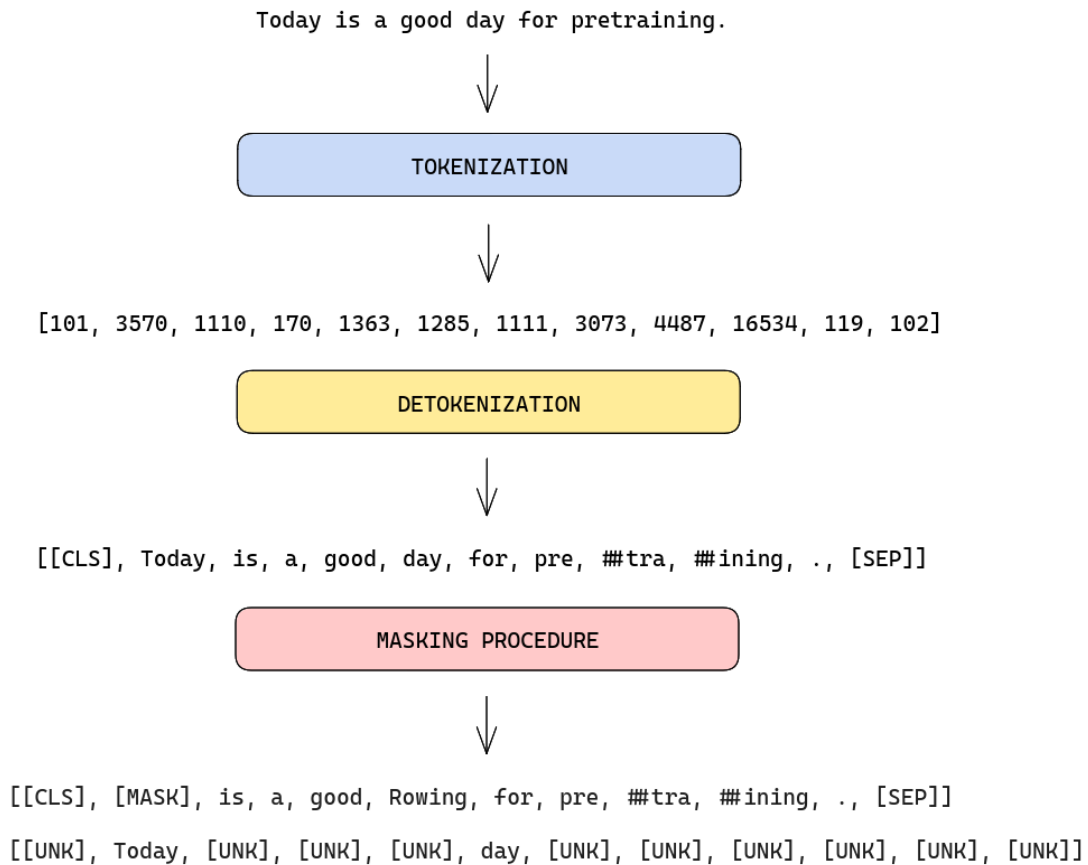 Today is a good day for pretraining.
TOKENIZATION
[101, 3570, 1110, 170, 1363, 1285, 1111, 3073, 4487, 16534, 119, 102]
DETOKENIZATION
[[CLS], Today, is, a, good, day, for, pre, ##tra, ##ining, ., [SEP]]
MASKING PROCEDURE
[[CLS], [MASK], is, a, good, Rowing, for, pre, ##tra, ##ining, ., [SEP]]
[[UNK], Today, [UNK], [UNK], [UNK], day, [UNK], [UNK], [UNK], [UNK], [UNK], [UNK]]